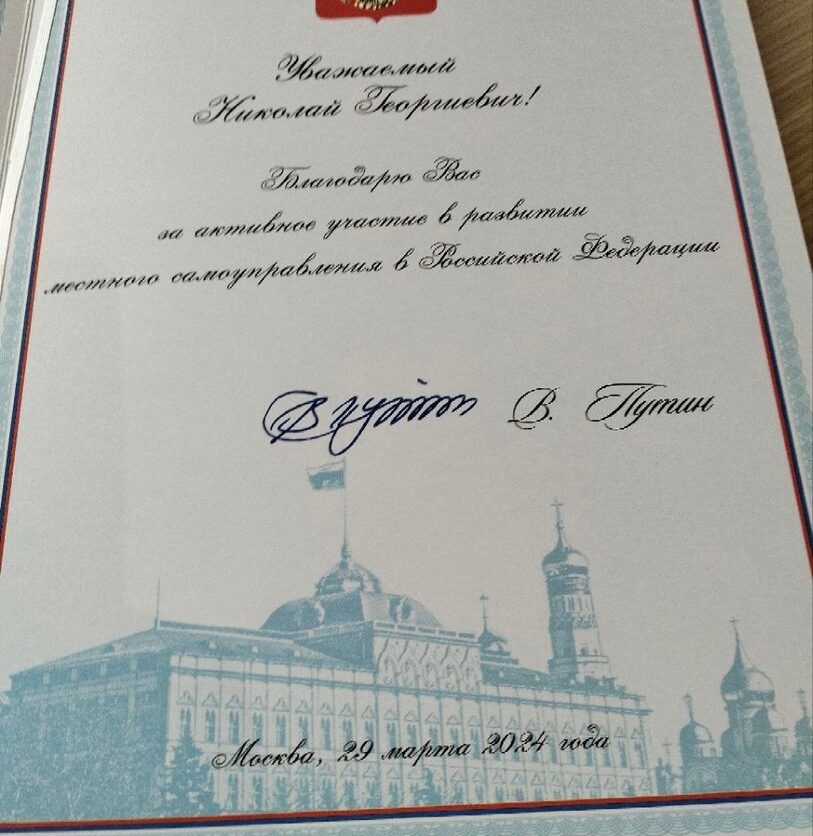 Уважаемый
Николай Георгиевич!
Благодарю Вас
за активное участие в развитии
местного самоуправления в Российской Федерации
В. Путин
Москва, 29 марта 2024 года